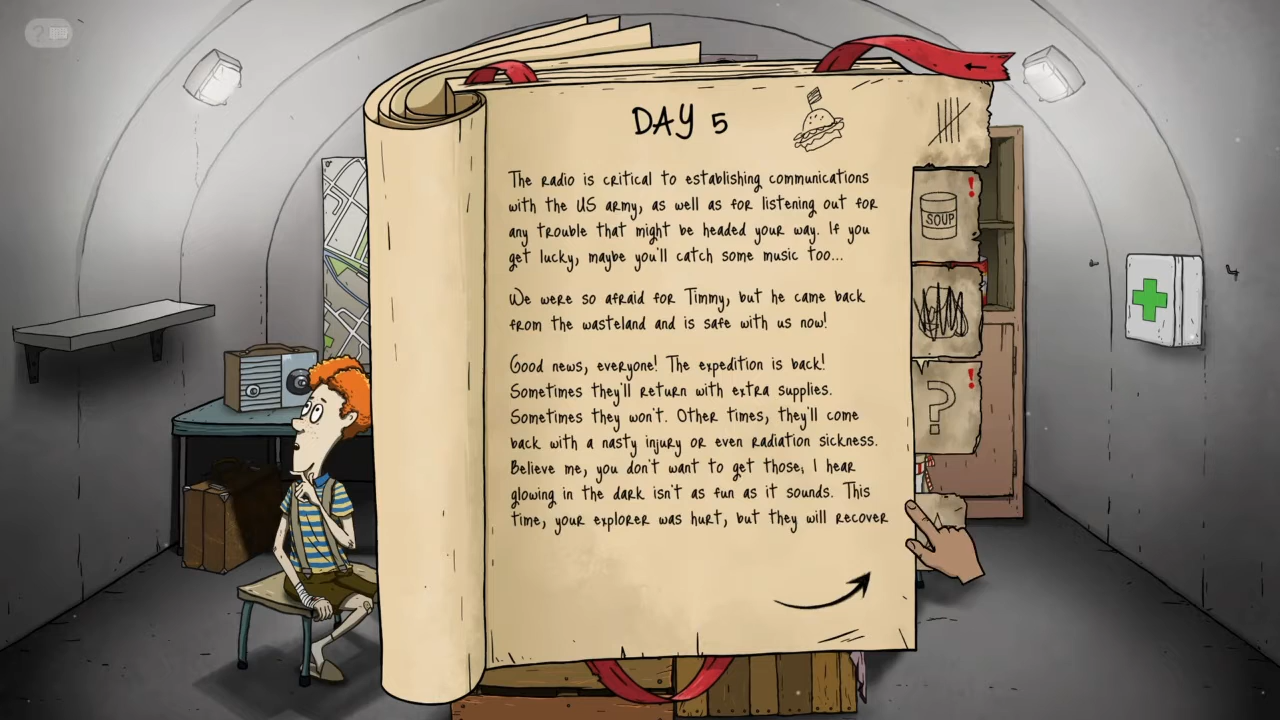 DAY 5
The radio is critical to establishing communications
with the US army, as well as for listening out for
any trouble that might be headed your way. If you
get lucky, maybe you'll catch some music too...
We were so afraid for Timmy, but he came back
from the wasteland and is safe with us now!
Good news, everyone! The expedition is back!
Sometimes they'll return with extra supplies.
Sometimes they won't. Other times, they'll come
back with a nasty injury or even radiation sickness.
Believe me, you don't want to get those; I hear
glowing in the dark isn't as fun as it sounds. This
time, your explorer was hurt, but they will recover
!
SOUP
!
?
?